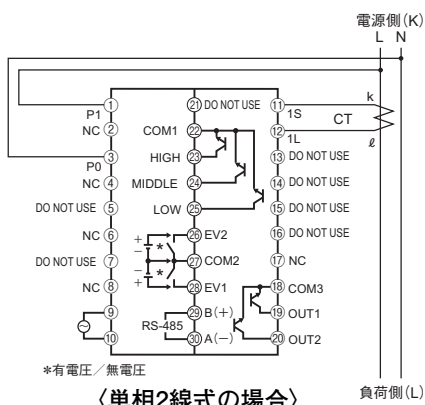 電源側(K)
L N
① P1
NC ②
③ P0
NC ④
DO NOT USE ⑤
NC ⑥
DO NOT USE ⑦
NC ⑧
⑨
⑩
㉑ DO NOT USE
COM1 ㉒
HIGH ㉓
MIDDLE ㉔
LOW ㉕
+ − * ㉖ EV2
㉗ COM2
− + * ㉘ EV1
RS-485
㉙ B(+)
㉚ A(−)
⑪ 1S
k
CT
⑫ 1L
ℓ
⑬ DO NOT USE
⑭ DO NOT USE
⑮ DO NOT USE
⑯ DO NOT USE
⑰ NC
⑱ COM3
⑲ OUT1
⑳ OUT2
*有電圧/無電圧
負荷側(L)
〈単相2線式の場合〉